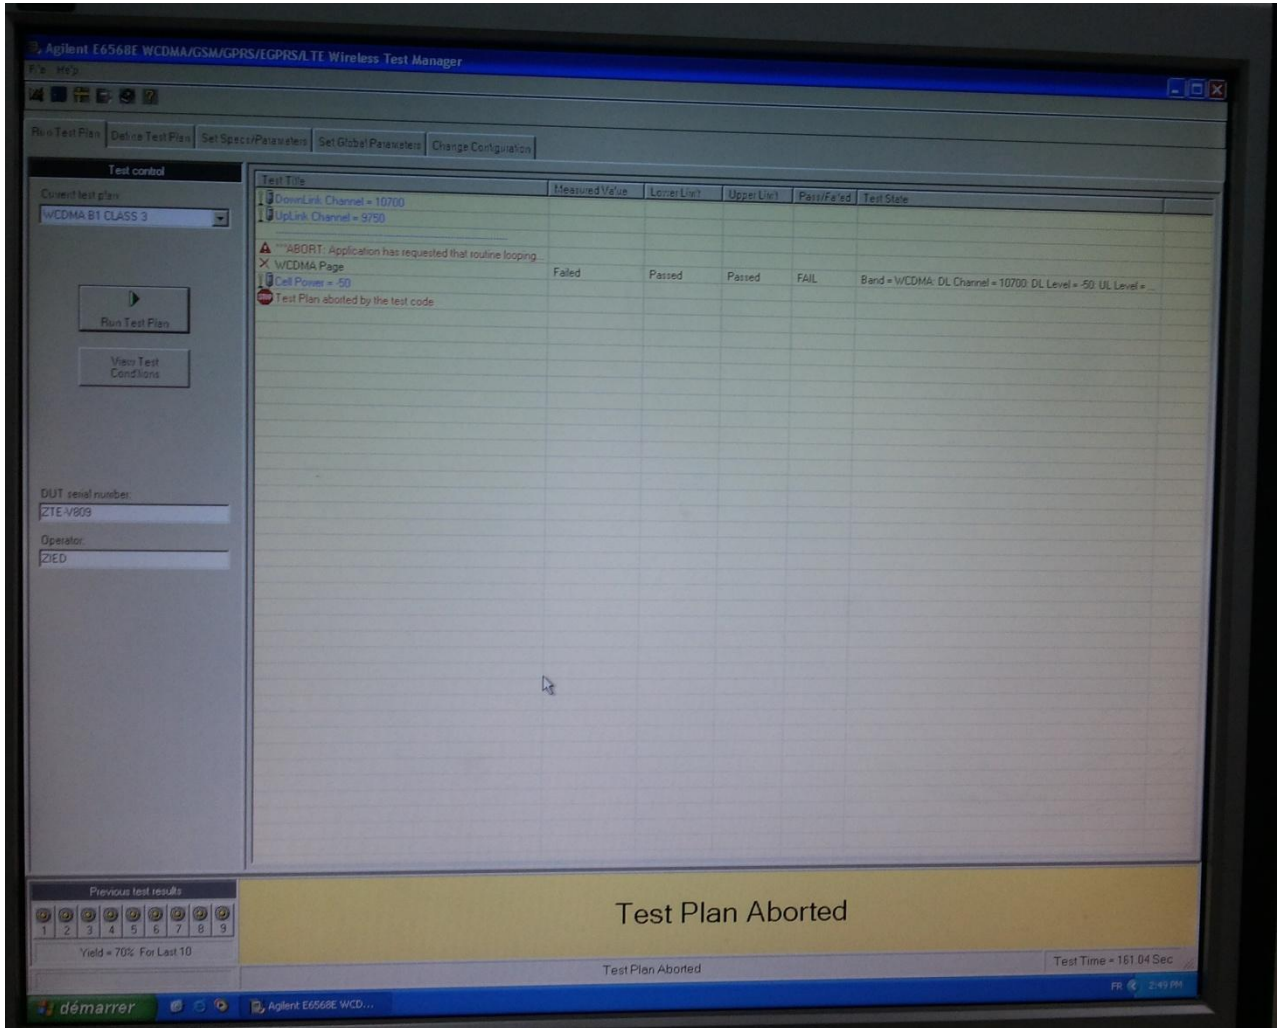 Agilent E6568E WCDMA/GSM/GPRS/EGPRS/LTE Wireless Test Manager
File Help
Run Test Plan Define Test Plan Set Specs/Parameters Set Global Parameters Change Configuration
Test control
Current test plan:
WCDMA B1 CLASS 3
Run Test Plan
View Test
Conditions
DUT serial number:
ZTE-V809
Operator:
ZIED
Test Title Measured Value Lower Limit Upper Limit Pass/Failed Test State
DownLink Channel = 10700
UpLink Channel = 9750
***ABORT: Application has requested that routine looping...
WCDMA Page Failed Passed Passed FAIL Band = WCDMA: DL Channel = 10700: DL Level = -50: UL Level = ...
Cell Power = -50
STOP Test Plan aborted by the test code
Previous test results
1 2 3 4 5 6 7 8 9
Yield = 70% For Last 10
Test Plan Aborted
Test Plan Aborted
Test Time = 161.04 Sec
démarrer
Agilent E6568E WCD...
FR
2:49 PM